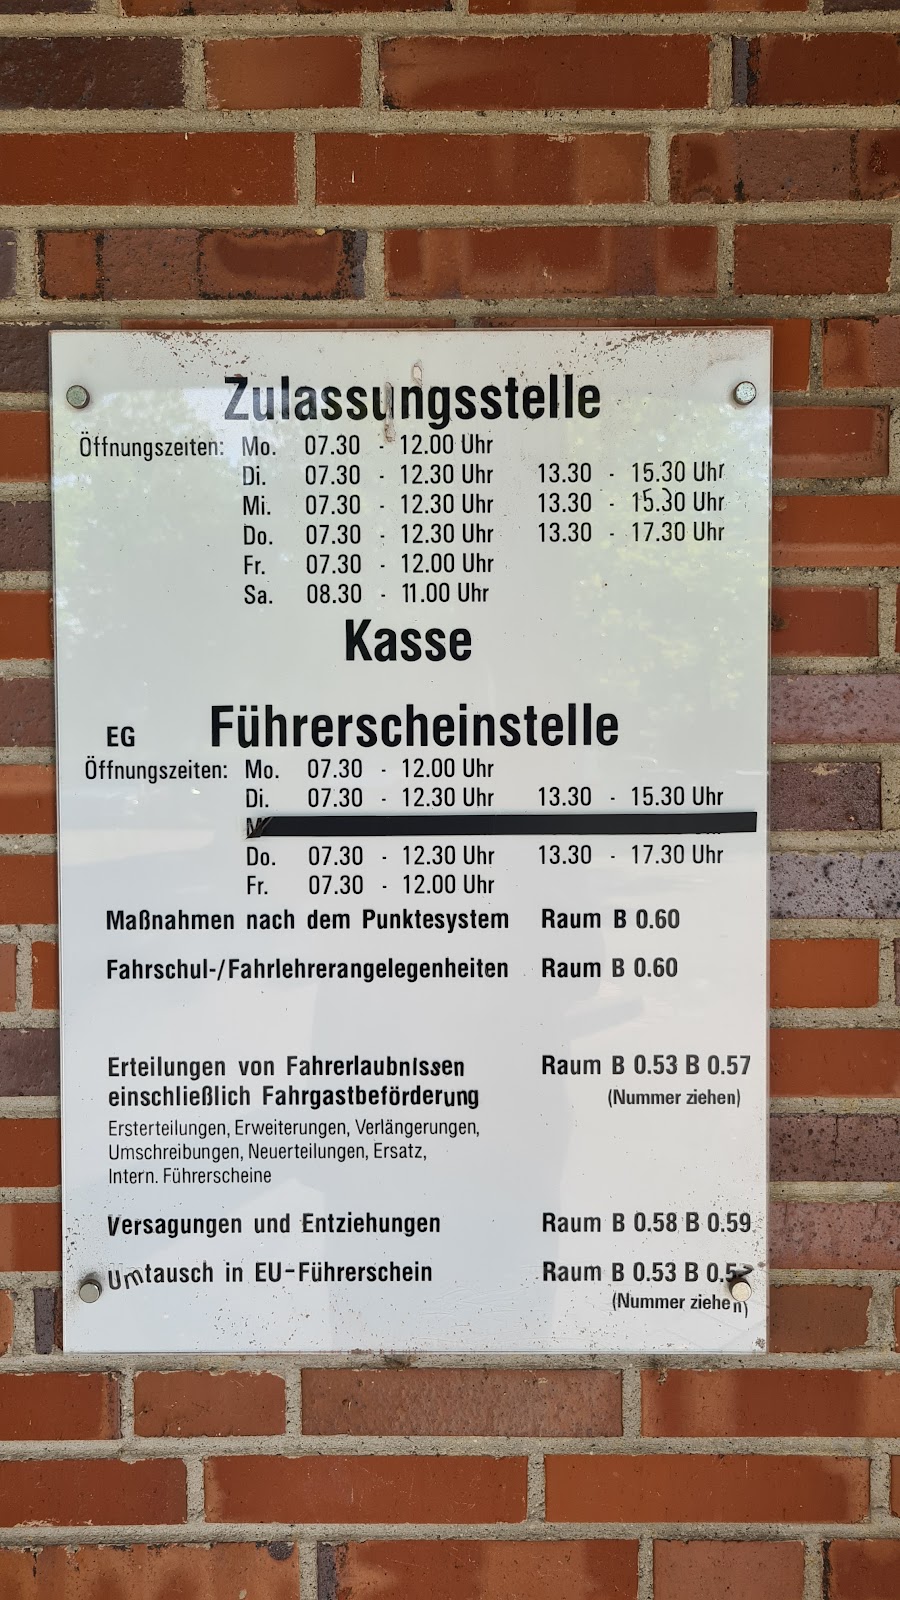 Zulassungsstelle
Öffnungszeiten: Mo. 07.30 - 12.00 Uhr
Di. 07.30 - 12.30 Uhr 13.30 - 15.30 Uhr
Mi. 07.30 - 12.30 Uhr 13.30 - 15.30 Uhr
Do. 07.30 - 12.30 Uhr 13.30 - 17.30 Uhr
Fr. 07.30 - 12.00 Uhr
Sa. 08.30 - 11.00 Uhr
Kasse
EG Führerscheinstelle
Öffnungszeiten: Mo. 07.30 - 12.00 Uhr
Di. 07.30 - 12.30 Uhr 13.30 - 15.30 Uhr
Do. 07.30 - 12.30 Uhr 13.30 - 17.30 Uhr
Fr. 07.30 - 12.00 Uhr
Maßnahmen nach dem Punktesystem Raum B 0.60
Fahrschul-/Fahrlehrerangelegenheiten Raum B 0.60
Erteilungen von Fahrerlaubnissen Raum B 0.53 B 0.57
einschließlich Fahrgastbeförderung (Nummer ziehen)
Ersterteilungen, Erweiterungen, Verlängerungen,
Umschreibungen, Neuerteilungen, Ersatz,
Intern. Führerscheine
Versagungen und Entziehungen Raum B 0.58 B 0.59
Umtausch in EU-Führerschein Raum B 0.53 B 0.57
(Nummer ziehen)